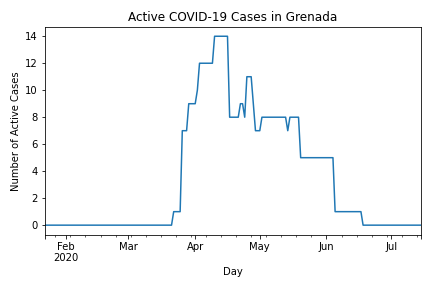 Active COVID-19 Cases in Grenada
Number of Active Cases
14
12
10
8
6
4
2
0
Feb
2020
Mar
Apr
May
Jun
Jul
Day